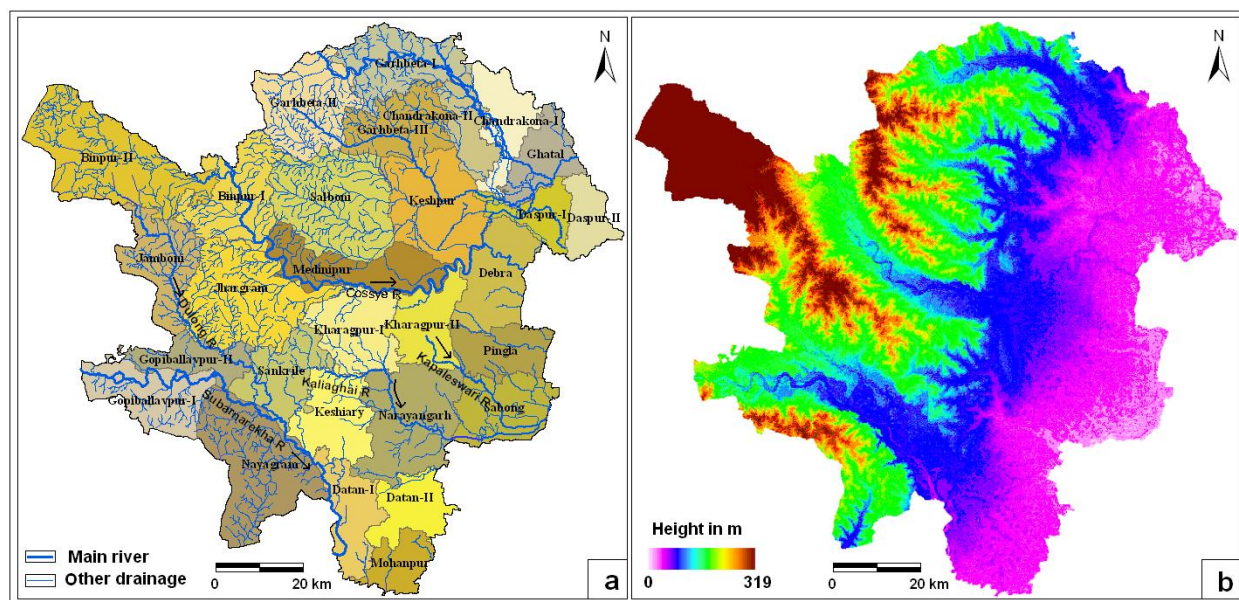 N
Garhbeta-I
Garhbeta-II
Chandrakona-II
Chandrakona-I
Garhbeta-III
Ghatal
Binpur-II
Binpur-I
Salboni
Keshpur
Daspur-I
Daspur-II
Jamboni
Medinipur
Debra
Jhargram
Cossye R
Dulong R
Kharagpur-I
Kharagpur-II
Pingla
Gopiballavpur-II
Sankrile
Kapaleswari R
Kaliaghai R
Gopiballavpur-I
Subarnarekha R
Keshiary
Narayangarh
Sabong
Nayagram
Datan-I
Datan-II
Mohanpur
Main river
Other drainage
0 20 km
a
N
Height in m
0 319
0 20 km
b